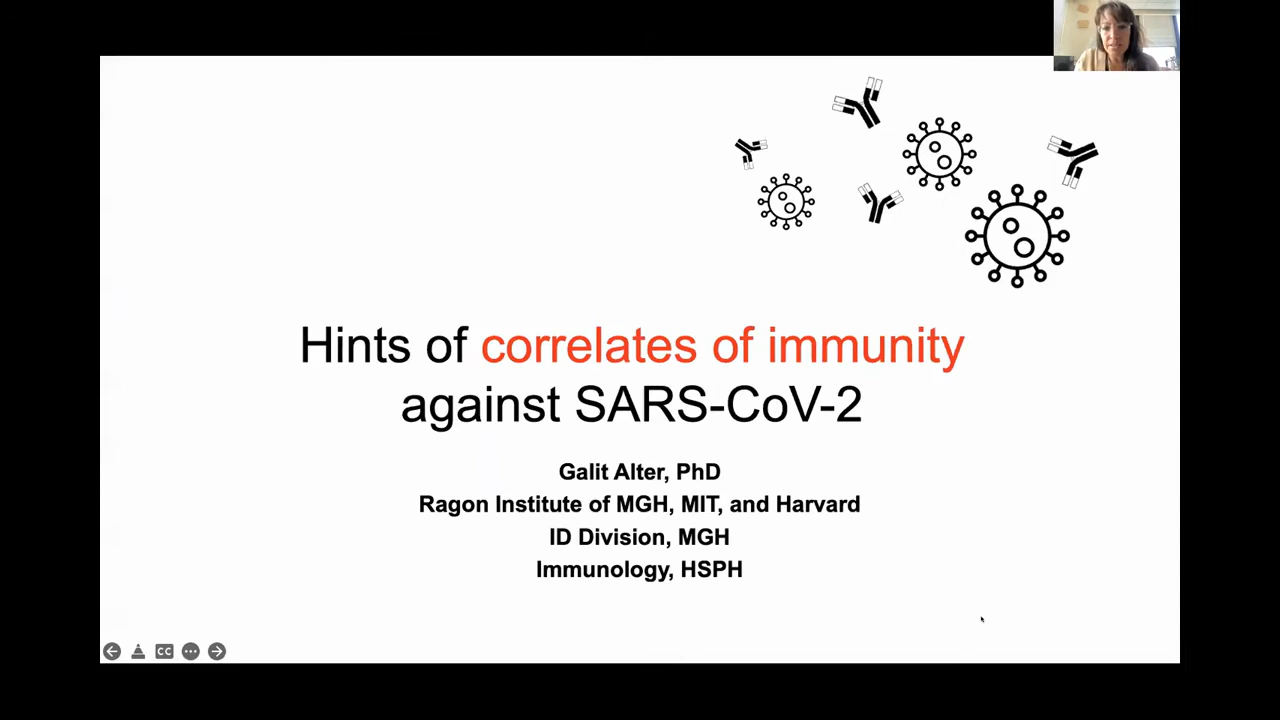 Hints of correlates of immunity
against SARS-CoV-2
Galit Alter, PhD
Ragon Institute of MGH, MIT, and Harvard
ID Division, MGH
Immunology, HSPH
CC